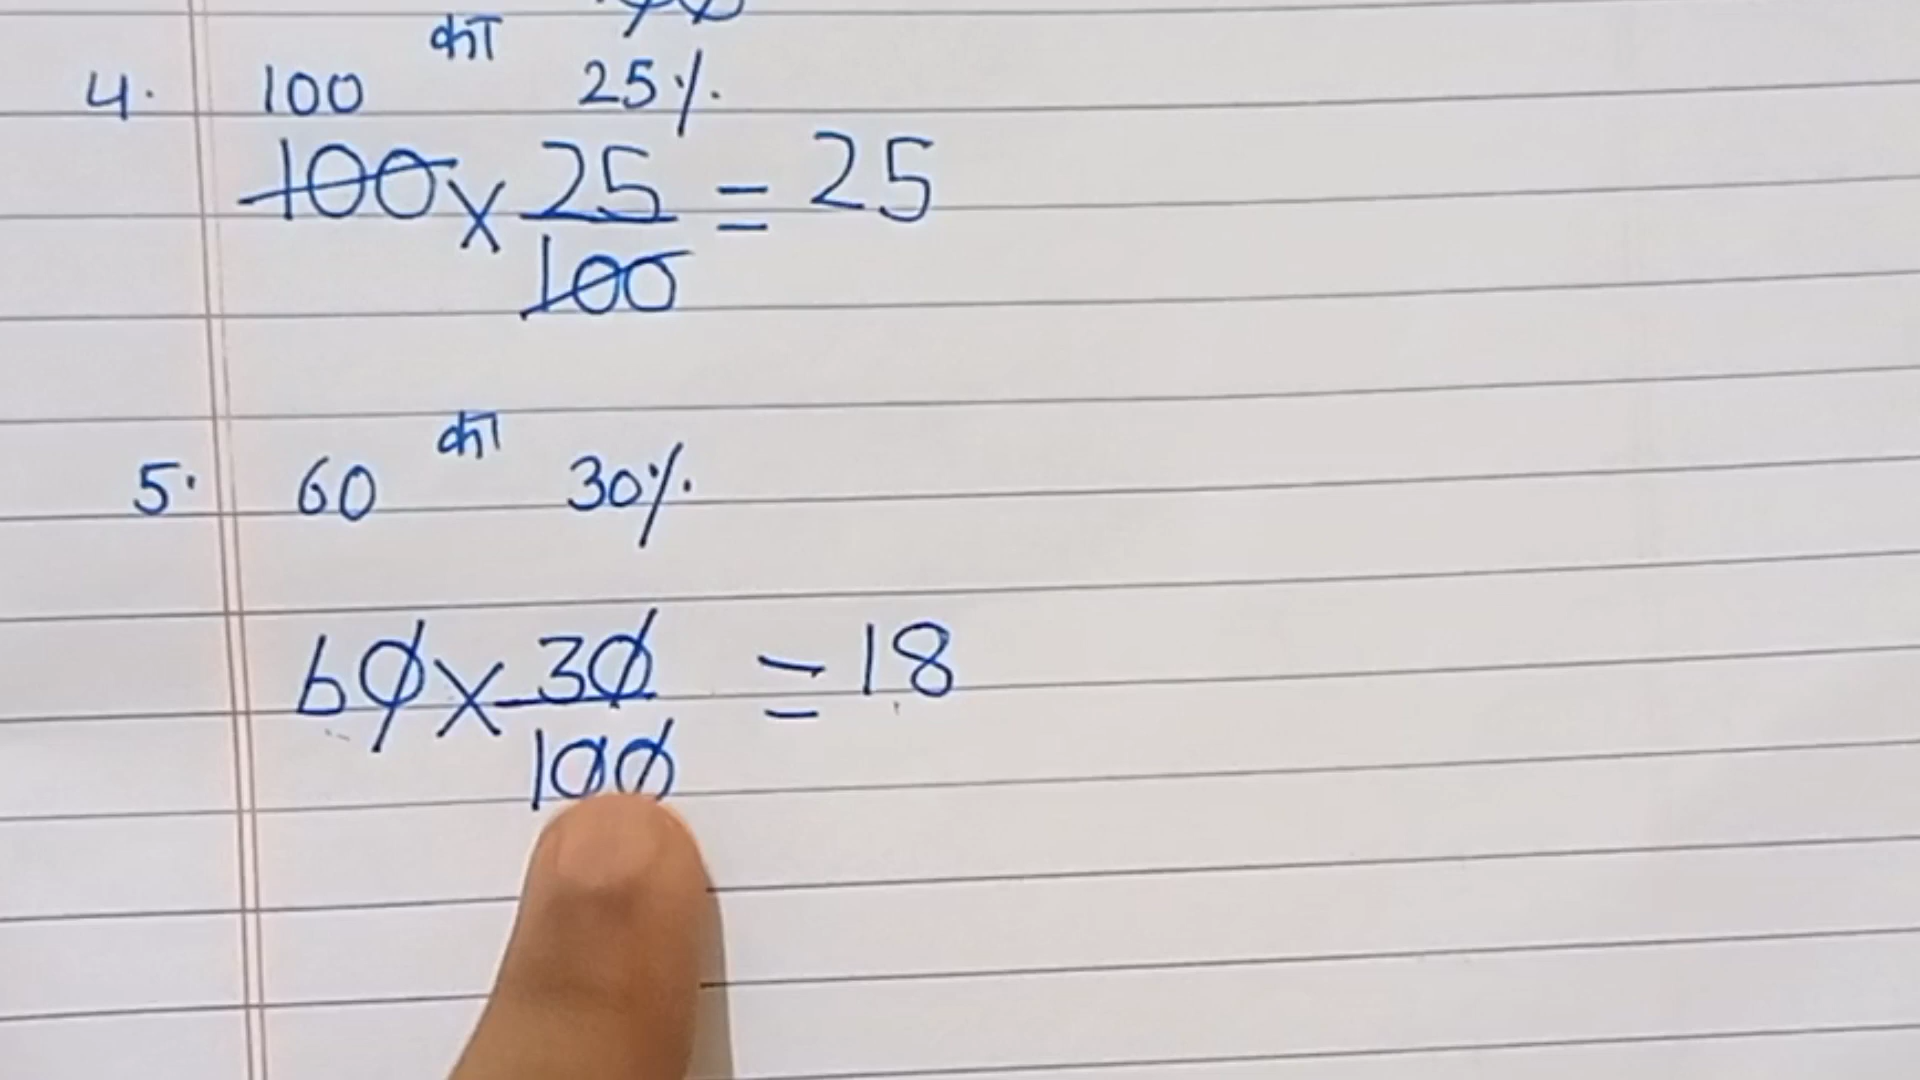 4. 100 का 25%
100 × 25/100 = 25
5. 60 का 30%
60 × 30/100 = 18